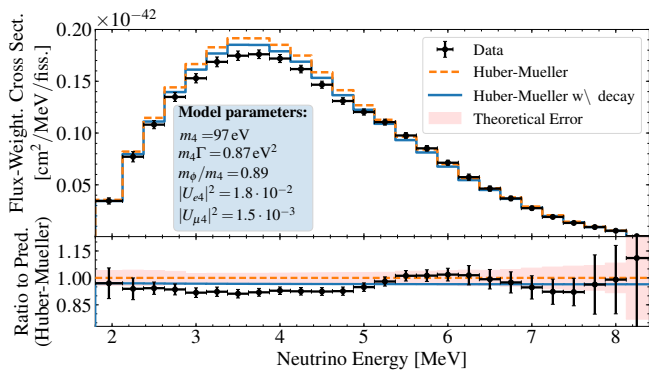 ×10⁻⁴²
0.20
0.15
0.10
0.05
Flux-Weight. Cross Sect.
[cm²/MeV/fiss.]
Data
Huber-Mueller
Huber-Mueller w\ decay
Theoretical Error
Model parameters:
m₄ =97 eV
m₄Γ = 0.87 eV²
mϕ/m₄ = 0.89
|Uₑ₄|² = 1.8 · 10⁻²
|Uμ₄|² = 1.5 · 10⁻³
1.15
1.00
0.85
Ratio to Pred.
(Huber-Mueller)
2 3 4 5 6 7 8
Neutrino Energy [MeV]